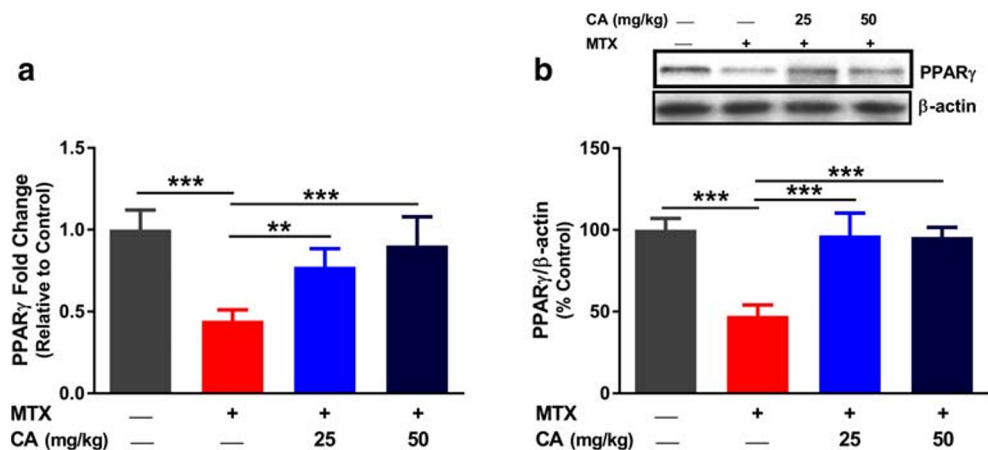 a
PPARγ Fold Change
(Relative to Control)
1.5
1.0
0.5
0.0
***
**
***
MTX — + + +
CA (mg/kg) — — 25 50
b
CA (mg/kg) — — 25 50
MTX — + + +
PPARγ
β-actin
PPARγ/β-actin
(% Control)
150
100
50
0
***
***
***
MTX — + + +
CA (mg/kg) — — 25 50